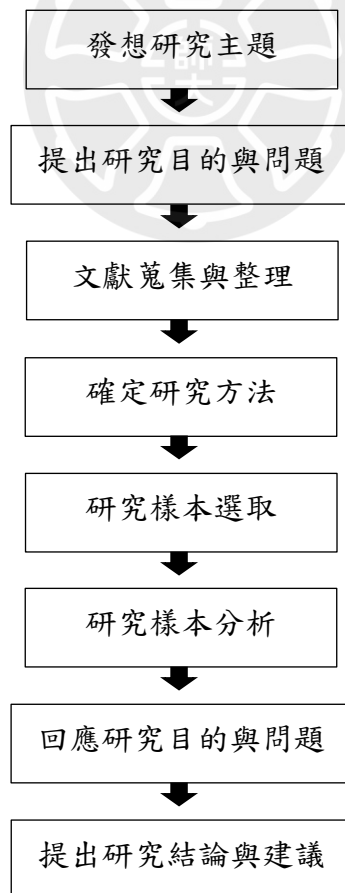 發想研究主題
提出研究目的與問題
文獻蒐集與整理
確定研究方法
研究樣本選取
研究樣本分析
回應研究目的與問題
提出研究結論與建議